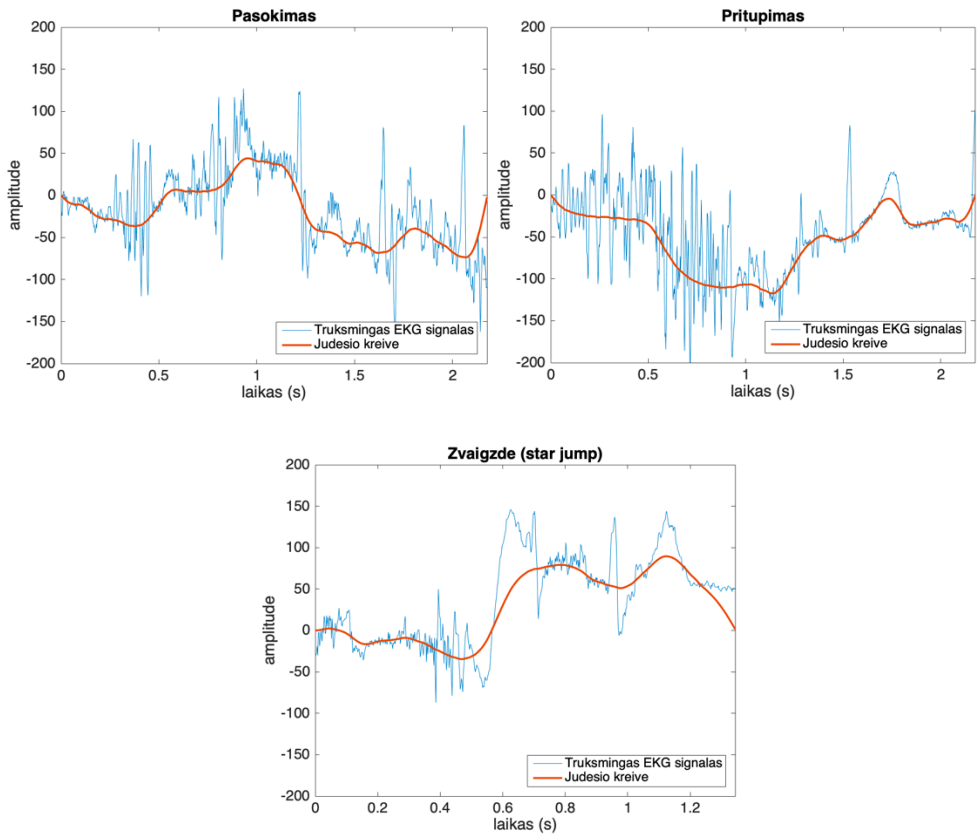 Pasokimas
200
150
100
50
0
-50
-100
-150
-200
amplitude
0
0.5
1
1.5
2
laikas (s)
Truksmingas EKG signalas
Judesio kreive
Pritupimas
200
150
100
50
0
-50
-100
-150
-200
amplitude
0
0.5
1
1.5
2
laikas (s)
Truksmingas EKG signalas
Judesio kreive
Zvaigzde (star jump)
200
150
100
50
0
-50
-100
-150
-200
amplitude
0
0.2
0.4
0.6
0.8
1
1.2
laikas (s)
Truksmingas EKG signalas
Judesio kreive